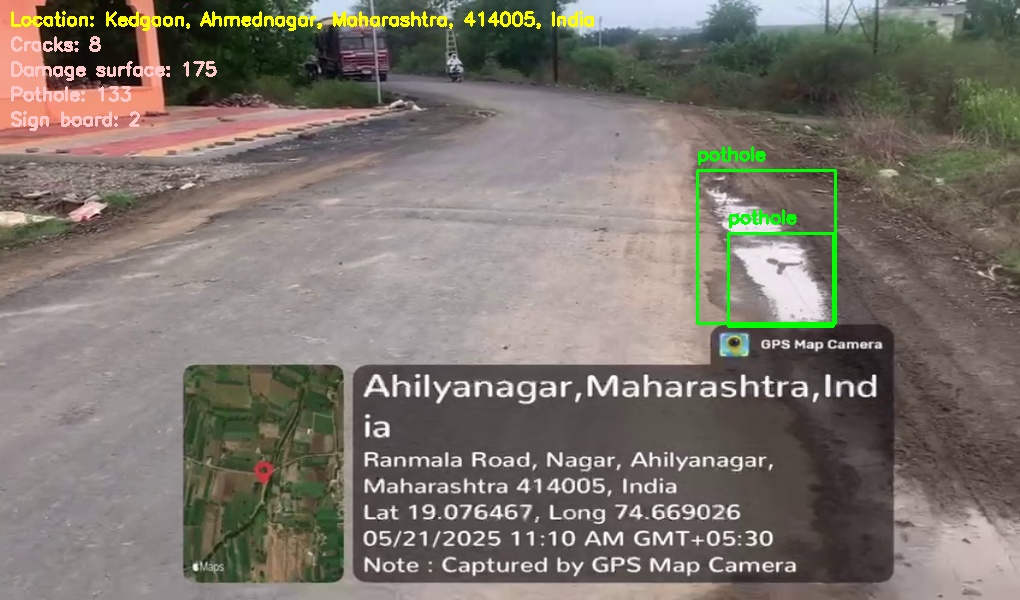 Location: Kedgaon, Ahmednagar, Maharashtra, 414005, India
Cracks: 8
Damage surface: 175
Pothole: 133
Sign board: 2
pothole
pothole
GPS Map Camera
Ahilyanagar,Maharashtra,Ind
ia
Ranmala Road, Nagar, Ahilyanagar,
Maharashtra 414005, India
Lat 19.076467, Long 74.669026
05/21/2025 11:10 AM GMT+05:30
Note : Captured by GPS Map Camera
Maps